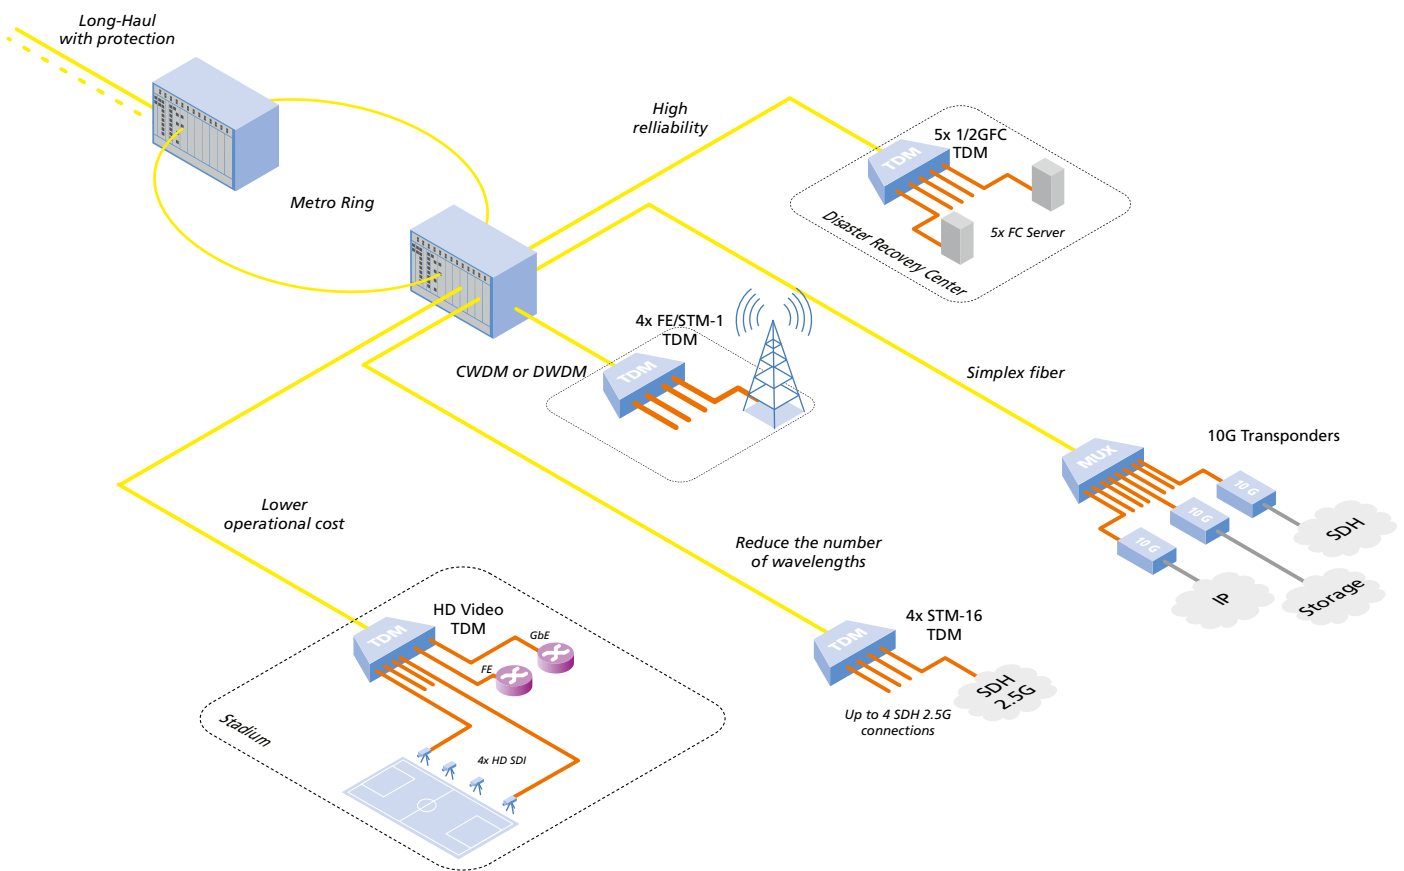 Long-Haul
with protection
Metro Ring
High
relliability
5x 1/2GFC
TDM
TDM
5x FC Server
Disaster Recovery Center
4x FE/STM-1
TDM
TDM
CWDM or DWDM
Simplex fiber
10G Transponders
MUX
10 G
10 G
10 G
SDH
Storage
IP
Lower
operational cost
Reduce the number
of wavelengths
HD Video
TDM
TDM
GbE
FE
4x HD SDI
Stadium
4x STM-16
TDM
TDM
SDH
2.5G
Up to 4 SDH 2.5G
connections